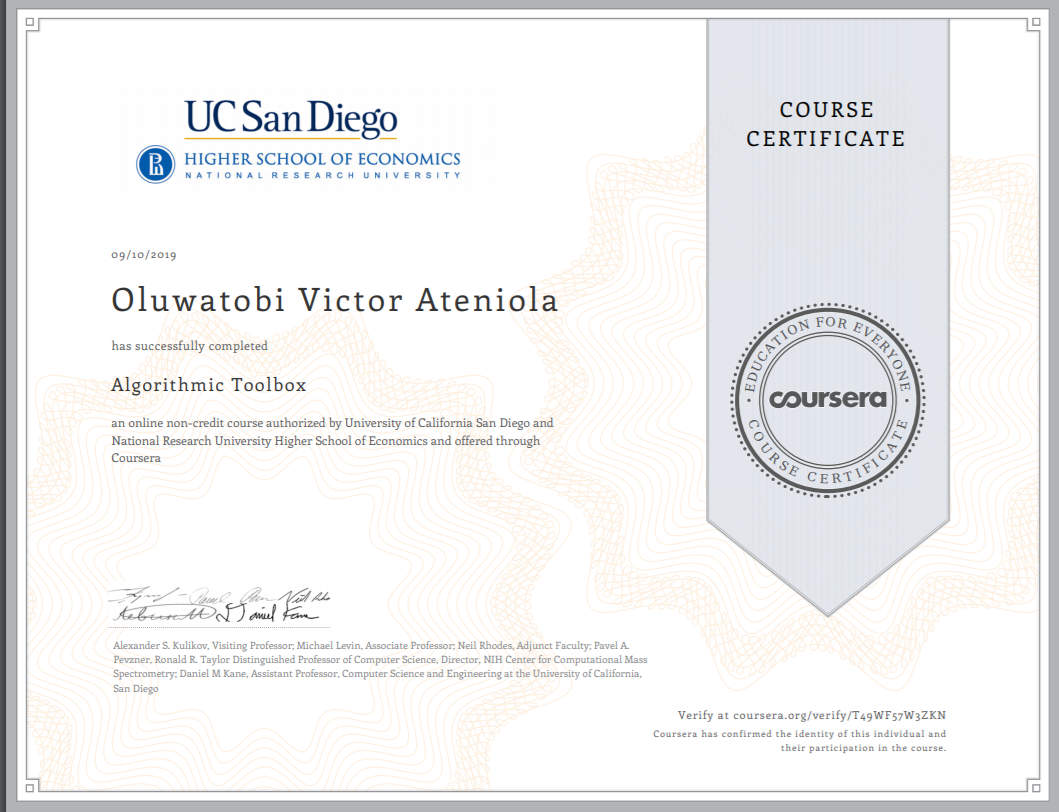 UC San Diego
HIGHER SCHOOL OF ECONOMICS
NATIONAL RESEARCH UNIVERSITY
COURSE
CERTIFICATE
09/10/2019
Oluwatobi Victor Ateniola
has successfully completed
Algorithmic Toolbox
an online non-credit course authorized by University of California San Diego and
National Research University Higher School of Economics and offered through
Coursera
EDUCATION FOR EVERYONE
coursera
COURSE CERTIFICATE
Daniel Kane
Alexander S. Kulikov, Visiting Professor; Michael Levin, Associate Professor; Neil Rhodes, Adjunct Faculty; Pavel A.
Pevzner, Ronald R. Taylor Distinguished Professor of Computer Science, Director, NIH Center for Computational Mass
Spectrometry; Daniel M Kane, Assistant Professor, Computer Science and Engineering at the University of California,
San Diego
Verify at coursera.org/verify/T49WF57W3ZKN
Coursera has confirmed the identity of this individual and
their participation in the course.